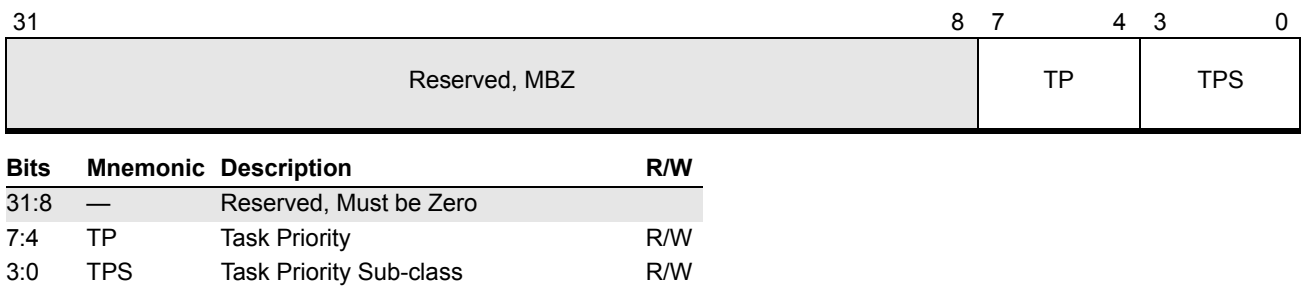 31 8 7 4 3 0
Reserved, MBZ TP TPS
Bits Mnemonic Description R/W
31:8 — Reserved, Must be Zero
7:4 TP Task Priority R/W
3:0 TPS Task Priority Sub-class R/W